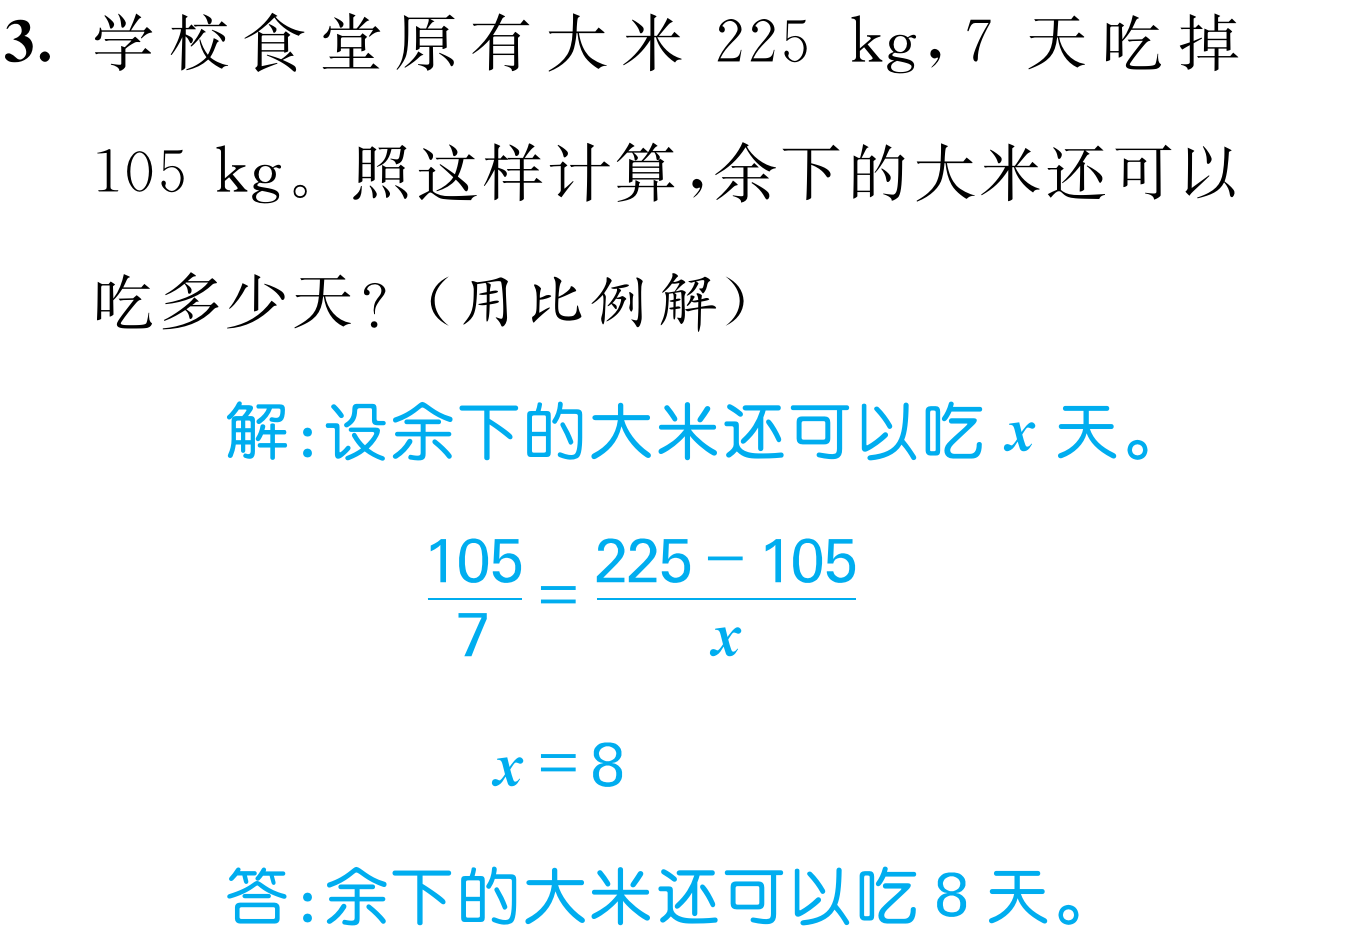 3. 学校食堂原有大米 225 kg，7 天吃掉
105 kg。照这样计算，余下的大米还可以
吃多少天？（用比例解）
解：设余下的大米还可以吃 x 天。
105/7 = (225 − 105)/x
x = 8
答：余下的大米还可以吃 8 天。